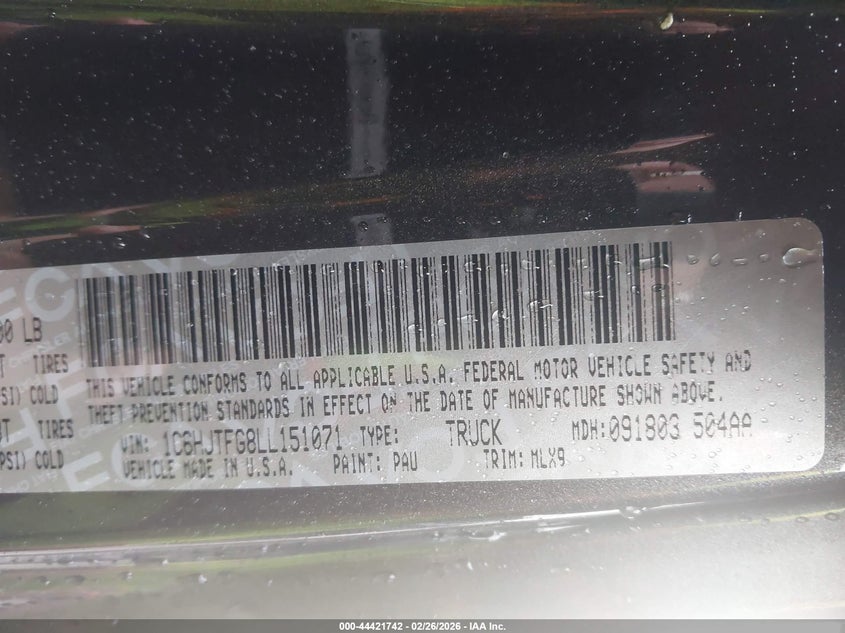 00 LB
TIRES
COLD
THIS VEHICLE CONFORMS TO ALL APPLICABLE U.S.A. FEDERAL MOTOR VEHICLE SAFETY AND
THEFT PREVENTION STANDARDS IN EFFECT ON THE DATE OF MANUFACTURE SHOWN ABOVE.
TIRES
PSI) COLD
VIN: 1C6HJTFG8LL151071 TYPE: TRUCK MDH: 091803 504AA
VEHICLE MADE IN U.S.A. PAINT: PAU TRIM: MLX9
000-44421742 - 02/26/2026 - IAA Inc.